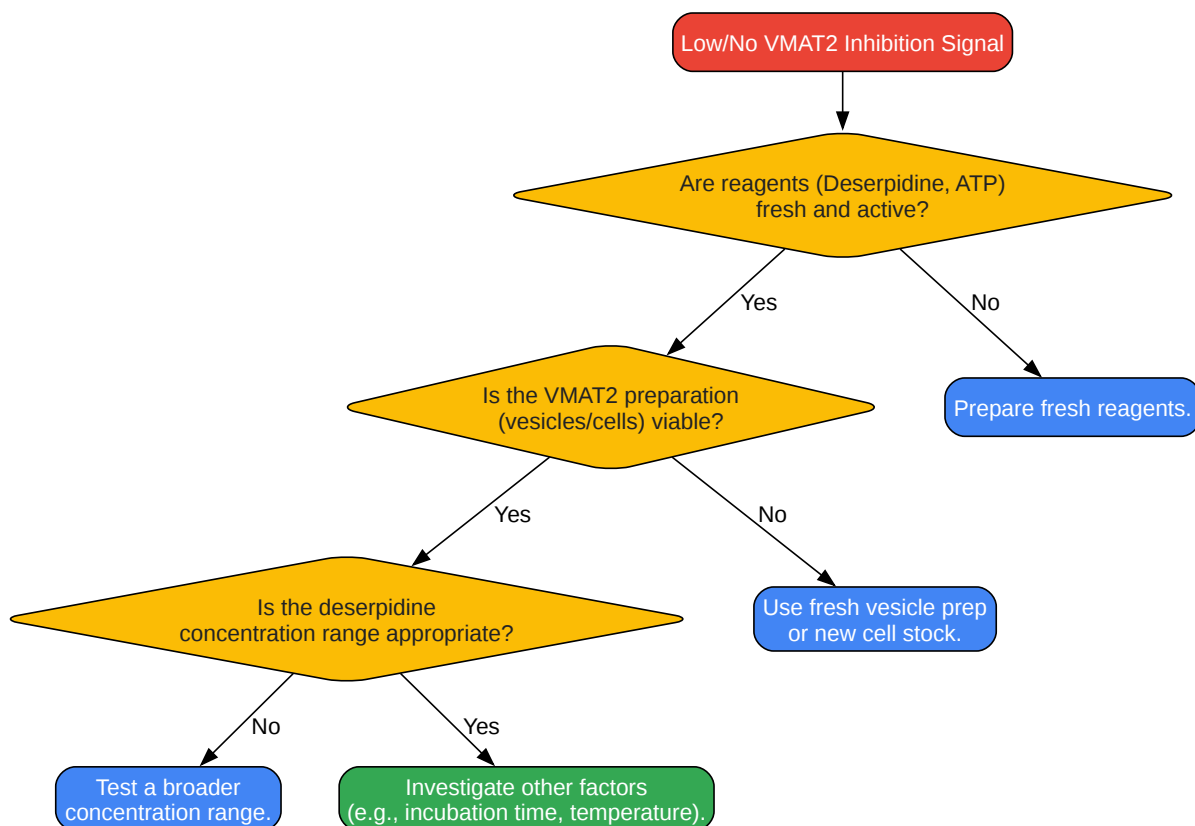 Low/No VMAT2 Inhibition Signal
Are reagents (Deserpidine, ATP)
fresh and active?
Yes
No
Is the VMAT2 preparation
(vesicles/cells) viable?
Prepare fresh reagents.
Yes
No
Is the deserpidine
concentration range appropriate?
Use fresh vesicle prep
or new cell stock.
No
Yes
Test a broader
concentration range.
Investigate other factors
(e.g., incubation time, temperature).